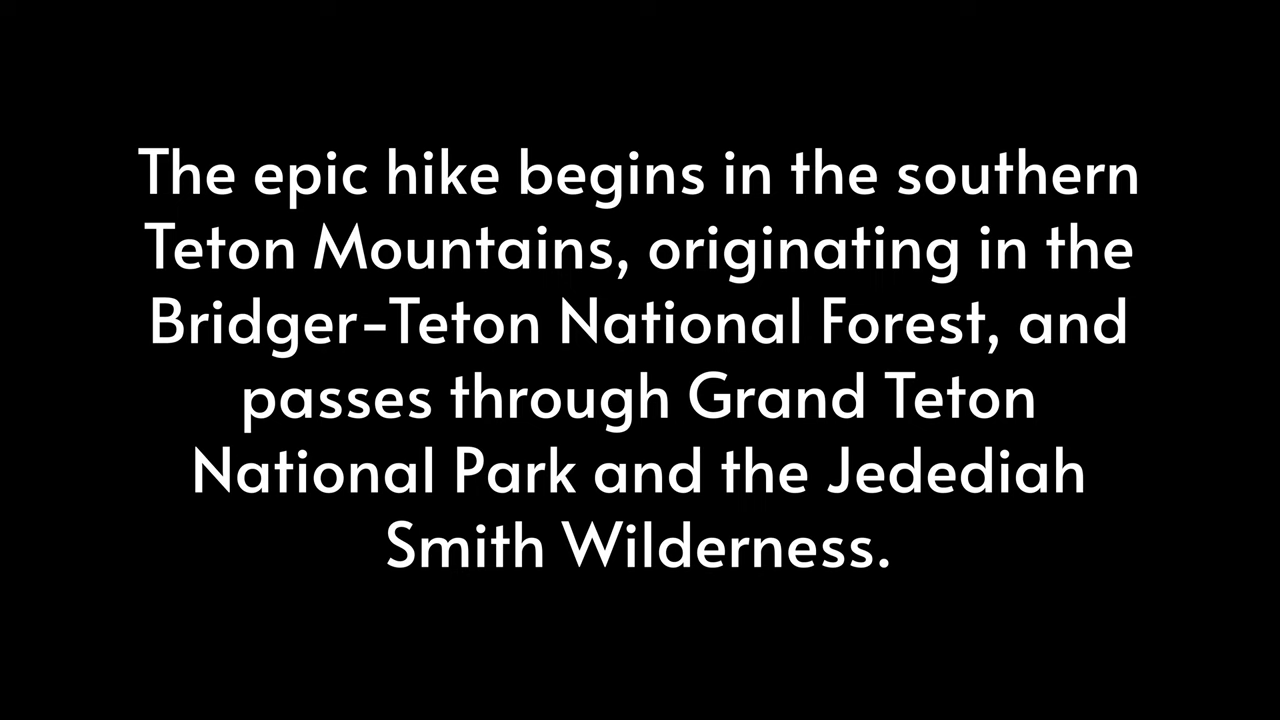 The epic hike begins in the southern
Teton Mountains, originating in the
Bridger-Teton National Forest, and
passes through Grand Teton
National Park and the Jedediah
Smith Wilderness.